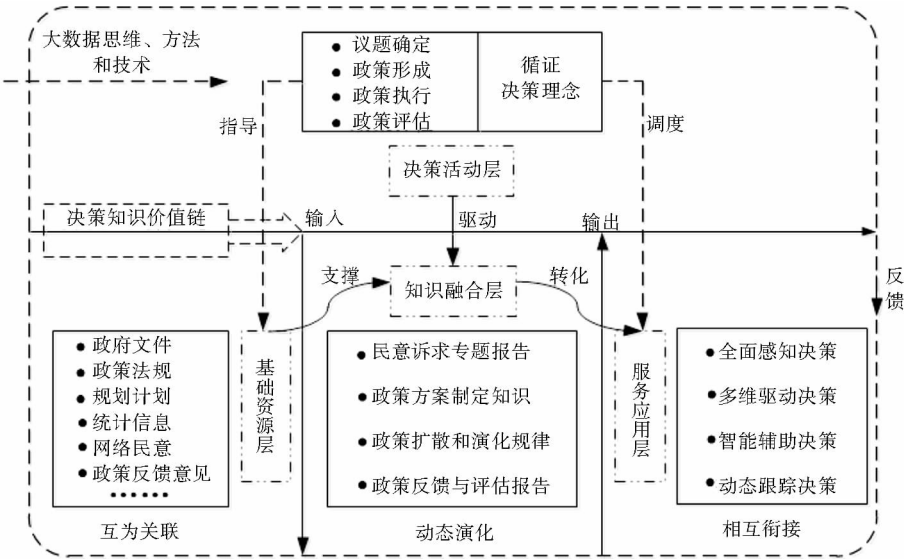 大数据思维、方法
和技术
议题确定
政策形成
政策执行
政策评估
循证
决策理念
指导
调度
决策活动层
决策知识价值链
输入
驱动
输出
反馈
支撑
知识融合层
转化
政府文件
政策法规
规划计划
统计信息
网络民意
政策反馈意见
••••••
基础资源层
民意诉求专题报告
政策方案制定知识
政策扩散和演化规律
政策反馈与评估报告
服务应用层
全面感知决策
多维驱动决策
智能辅助决策
动态跟踪决策
互为关联
动态演化
相互衔接